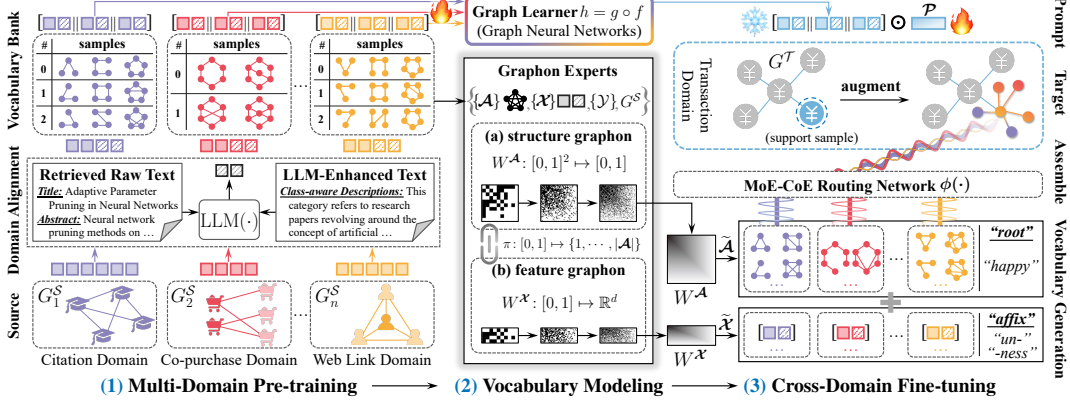 Vocabulary Bank
Domain Alignment
Source
# samples
0
1
2
# samples
0
1
...
# samples
0
1
2
Retrieved Raw Text
Title: Adaptive Parameter
Pruning in Neural Networks
Abstract: Neural network
pruning methods on …
LLM(·)
LLM-Enhanced Text
Class-aware Descriptions: This
category refers to research
papers revolving around the
concept of artificial …
G_1^S
G_2^S
...
G_n^S
Citation Domain
Co-purchase Domain
Web Link Domain
(1) Multi-Domain Pre-training
Graph Learner h = g ∘ f
(Graph Neural Networks)
Graphon Experts
{{𝓐}, {𝓧}, {𝒴}, G^S}
(a) structure graphon
W^𝓐: [0, 1]² ↦ [0, 1]
π: [0, 1] ↦ {1, ⋯, |𝓐|}
(b) feature graphon
W^𝓧: [0, 1] ↦ ℝ^d
(2) Vocabulary Modeling
𝓐̃
W^𝓐
𝓧̃
W^𝓧
[ ] ⊙ 𝒫
Transaction
Domain
G^T
augment
(support sample)
MoE-CoE Routing Network ϕ(·)
...
...
...
...
"root"
"happy"
+
[ ] [ ] ... [ ]
...
...
...
"affix"
"un-"
"-ness"
(3) Cross-Domain Fine-tuning
Prompt
Target
Assemble
Vocabulary Generation